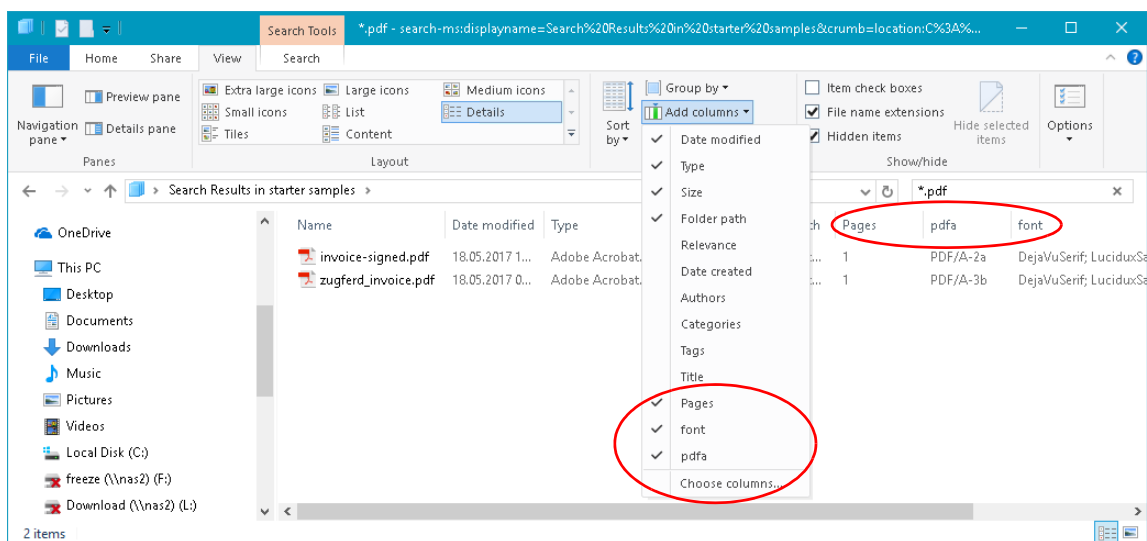 Search Tools
*.pdf - search-ms:displayname=Search%20Results%20in%20starter%20samples&crumb=location:C%3A%...
File Home Share View Search
Navigation pane
Preview pane
Details pane
Panes
Extra large icons Large icons Medium icons
Small icons List Details
Tiles Content
Layout
Sort by
Group by
Add columns
Item check boxes
File name extensions
Hidden items
Hide selected items
Show/hide
Options
Search Results in starter samples
*.pdf
Date modified
Type
Size
Folder path
Relevance
Date created
Authors
Categories
Tags
Title
Pages
font
pdfa
Choose columns...
OneDrive
This PC
Desktop
Documents
Downloads
Music
Pictures
Videos
Local Disk (C:)
freeze (\\nas2) (F:)
Download (\\nas2) (L:)
Name Date modified Type Pages pdfa font
invoice-signed.pdf 18.05.2017 1... Adobe Acrobat. 1 PDF/A-2a DejaVuSerif; LuciduxSa
zugferd_invoice.pdf 18.05.2017 0... Adobe Acrobat. 1 PDF/A-3b DejaVuSerif; LuciduxSa
2 items